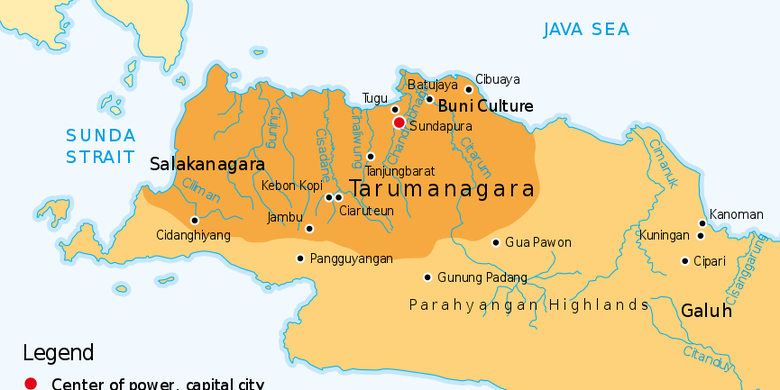 JAVA SEA
Batujaya
Cibuaya
Tugu
Buni Culture
Sundapura
SUNDA
STRAIT
Ciujung
Cisadane
Ciliwung
Chandrabhaga
Citarum
Cimanuk
Salakanagara
Tanjungbarat
Kebon Kopi
Tarumanagara
Ciliman
Ciaruteun
Jambu
Kanoman
Cidanghiyang
Gua Pawon
Kuningan
Pangguyangan
Cipari
Cisanggarung
Gunung Padang
Parahyangan Highlands
Galuh
Citanduy
Legend
Center of power, capital city